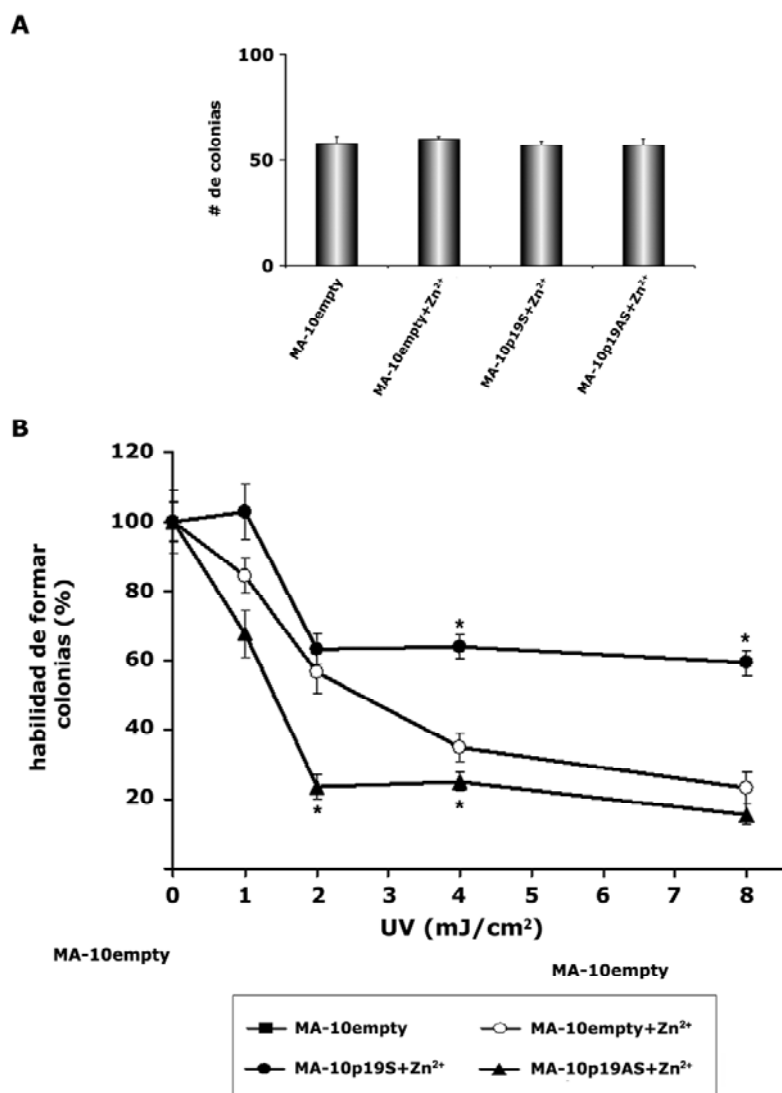 A
100
50
0
# de colonias
MA-10empty
MA-10empty+Zn²⁺
MA-10p19S+Zn²⁺
MA-10p19AS+Zn²⁺
B
120
100
80
60
40
20
habilidad de formar
colonias (%)
* *
* *
0 1 2 3 4 5 6 7 8
UV (mJ/cm²)
MA-10empty MA-10empty
MA-10empty MA-10empty+Zn²⁺
MA-10p19S+Zn²⁺ MA-10p19AS+Zn²⁺